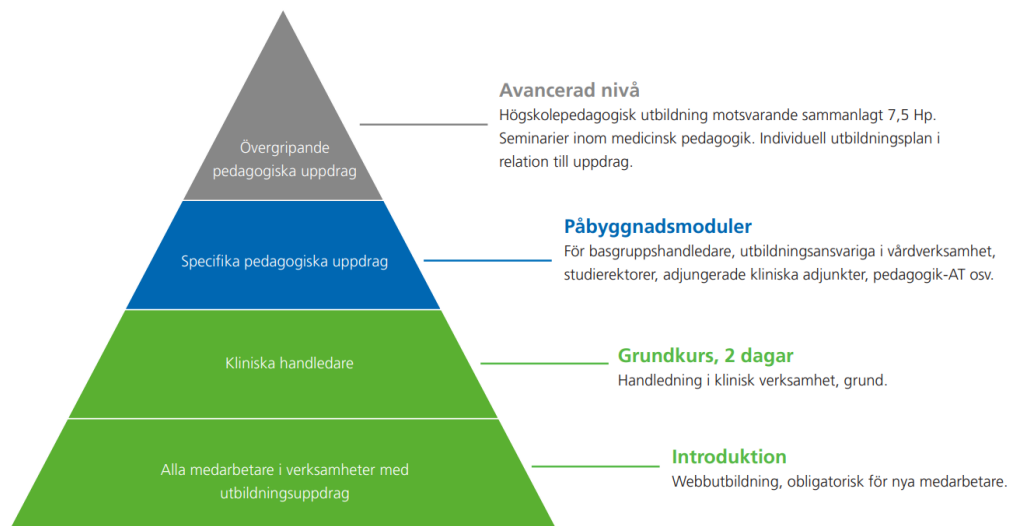 Övergripande
pedagogiska uppdrag
Avancerad nivå
Högskolepedagogisk utbildning motsvarande sammanlagt 7,5 Hp.
Seminarier inom medicinsk pedagogik. Individuell utbildningsplan i
relation till uppdrag.
Specifika pedagogiska uppdrag
Påbyggnadsmoduler
För basgruppshandledare, utbildningsansvariga i vårdverksamhet,
studierektorer, adjungerade kliniska adjunkter, pedagogik-AT osv.
Kliniska handledare
Grundkurs, 2 dagar
Handledning i klinisk verksamhet, grund.
Alla medarbetare i verksamheter med
utbildningsuppdrag
Introduktion
Webbutbildning, obligatorisk för nya medarbetare.